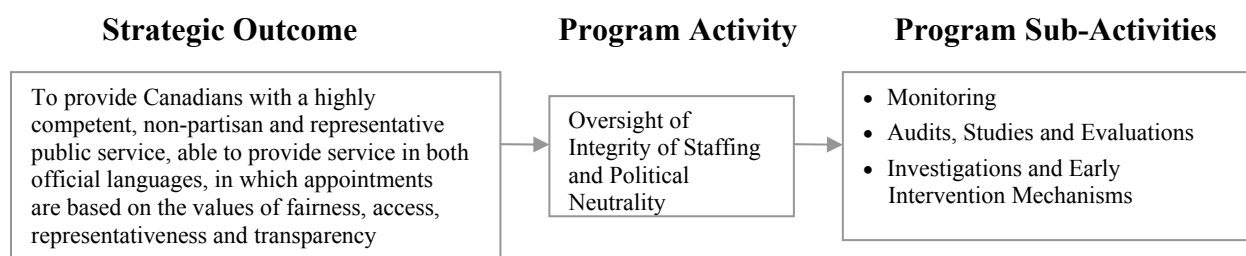 Strategic Outcome
Program Activity
Program Sub-Activities
To provide Canadians with a highly
competent, non-partisan and representative
public service, able to provide service in both
official languages, in which appointments
are based on the values of fairness, access,
representativeness and transparency
Oversight of
Integrity of Staffing
and Political
Neutrality
• Monitoring
• Audits, Studies and Evaluations
• Investigations and Early
Intervention Mechanisms